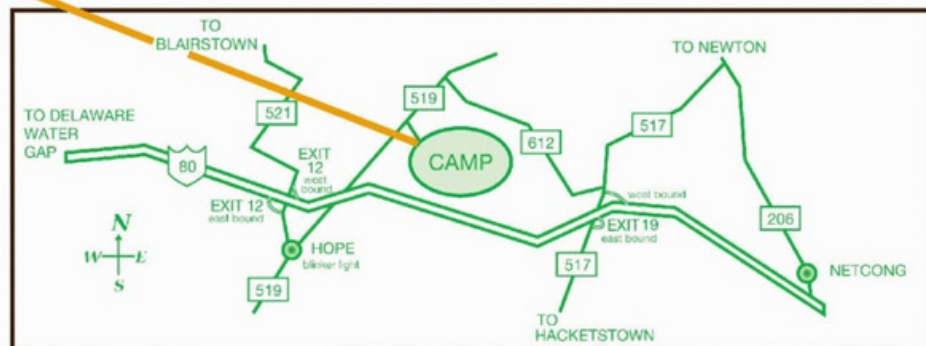 TO
BLAIRSTOWN
TO NEWTON
519
521
517
TO DELAWARE
WATER
GAP
612
EXIT
12
west
bound
80
CAMP
west bound
EXIT 12
east bound
206
EXIT 19
east bound
N
W
E
S
HOPE
blinker light
517
NETCONG
519
TO
HACKETSTOWN